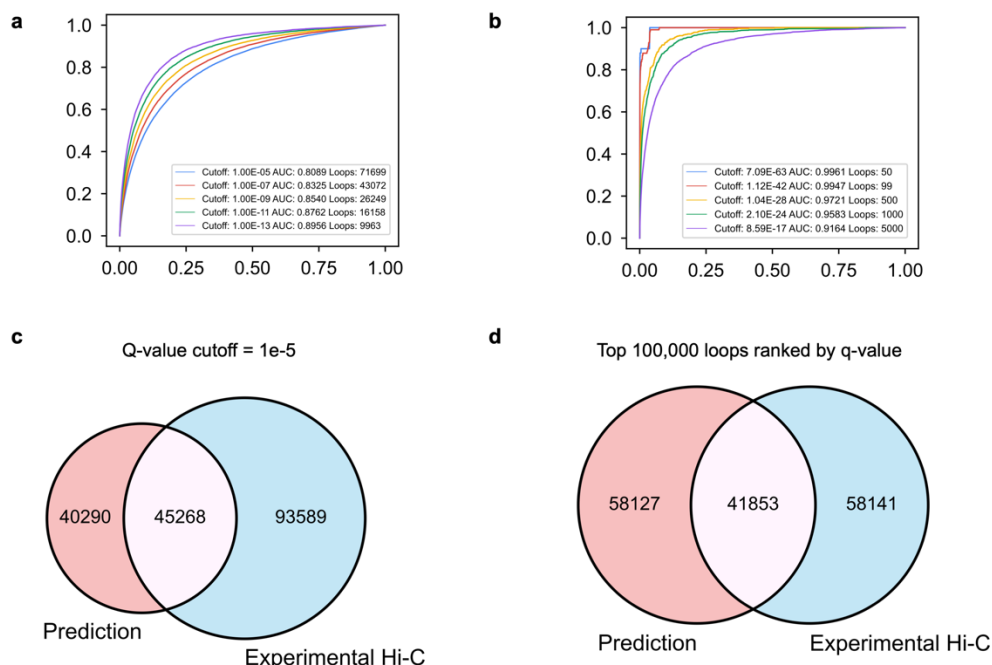 a
1.0
0.8
0.6
0.4
0.2
0.0
Cutoff: 1.00E-05 AUC: 0.8089 Loops: 71699
Cutoff: 1.00E-07 AUC: 0.8325 Loops: 43072
Cutoff: 1.00E-09 AUC: 0.8540 Loops: 26249
Cutoff: 1.00E-11 AUC: 0.8762 Loops: 16158
Cutoff: 1.00E-13 AUC: 0.8956 Loops: 9963
0.00 0.25 0.50 0.75 1.00
b
1.0
0.8
0.6
0.4
0.2
0.0
Cutoff: 7.09E-63 AUC: 0.9961 Loops: 50
Cutoff: 1.12E-42 AUC: 0.9947 Loops: 99
Cutoff: 1.04E-28 AUC: 0.9721 Loops: 500
Cutoff: 2.10E-24 AUC: 0.9583 Loops: 1000
Cutoff: 8.59E-17 AUC: 0.9164 Loops: 5000
0.00 0.25 0.50 0.75 1.00
c
Q-value cutoff = 1e-5
40290 45268 93589
Prediction
Experimental Hi-C
d
Top 100,000 loops ranked by q-value
58127 41853 58141
Prediction
Experimental Hi-C